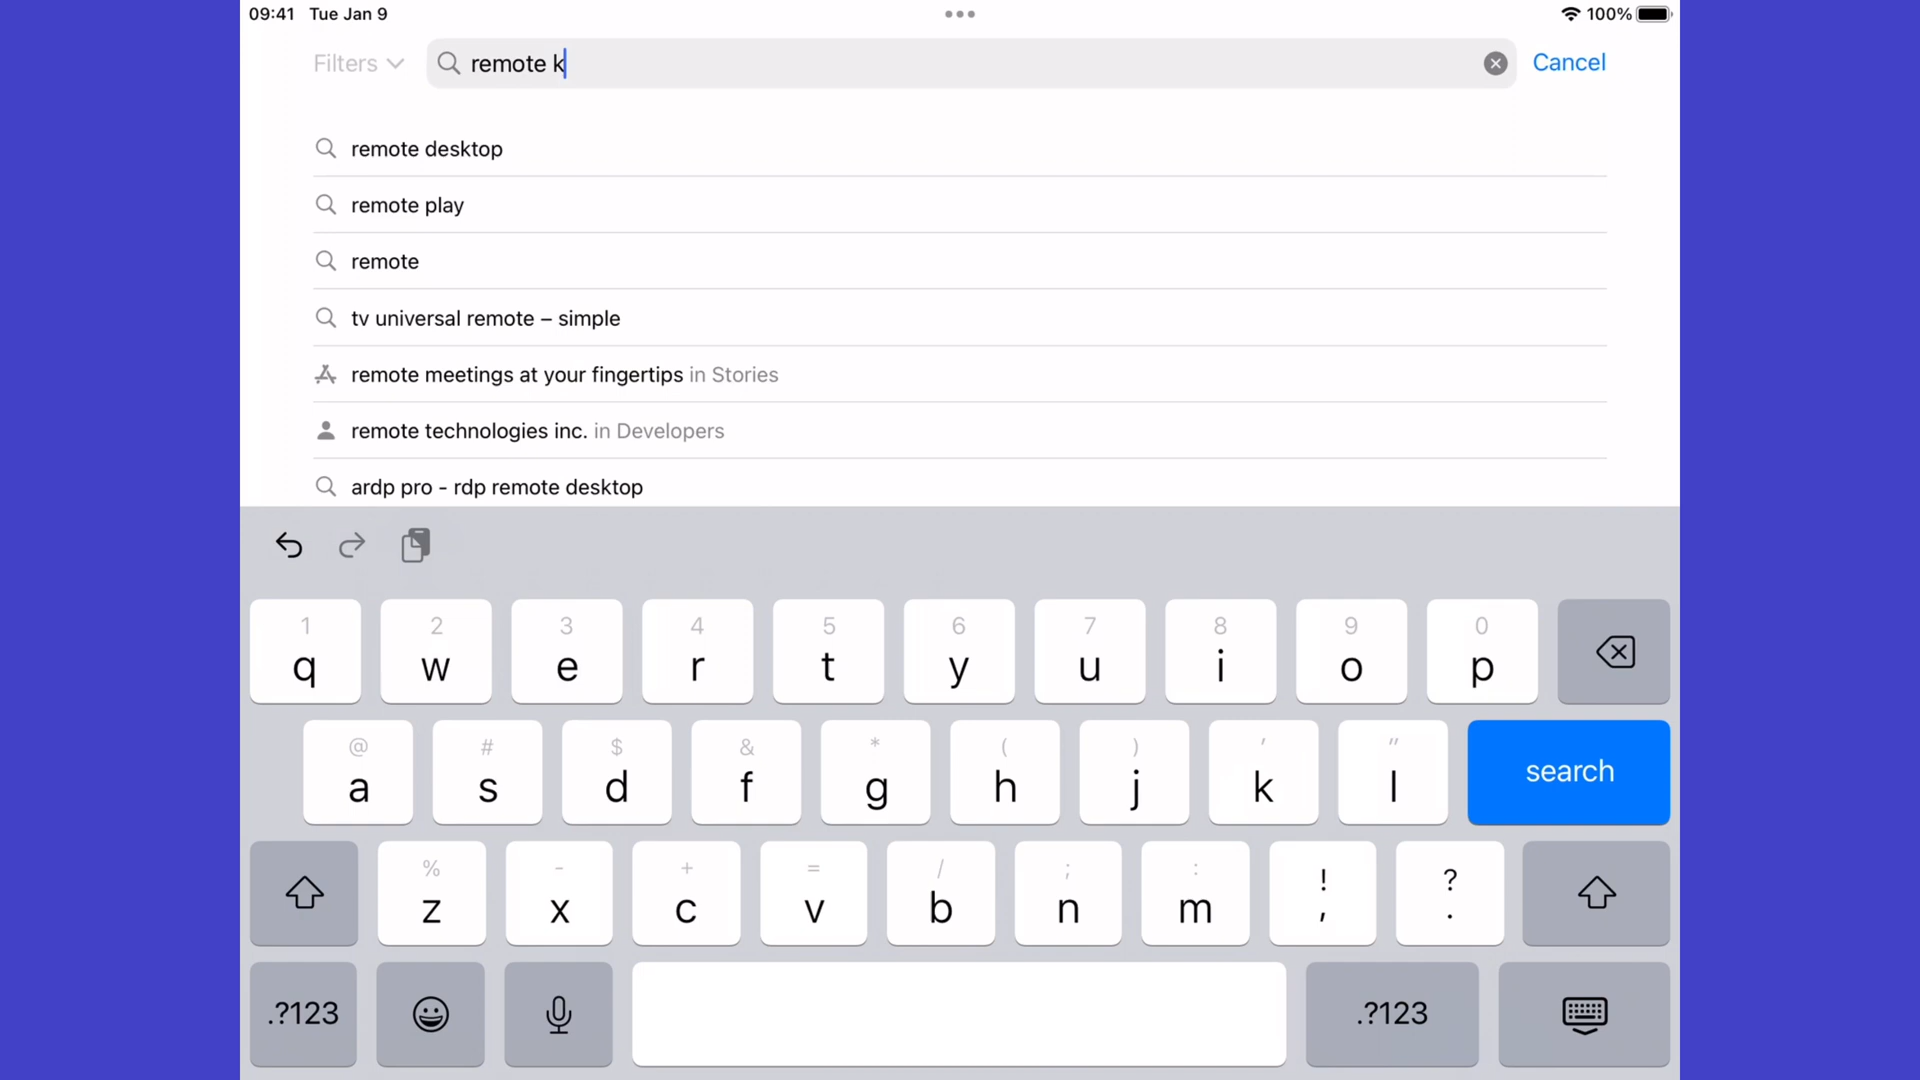 09:41 Tue Jan 9 100%
Filters remote k Cancel
remote desktop
remote play
remote
tv universal remote – simple
remote meetings at your fingertips in Stories
remote technologies inc. in Developers
ardp pro - rdp remote desktop
1 2 3 4 5 6 7 8 9 0
q w e r t y u i o p
@ # $ & * ( ) ' "
a s d f g h j k l search
% - + = / ; : ! ?
z x c v b n m , .
.?123 .?123